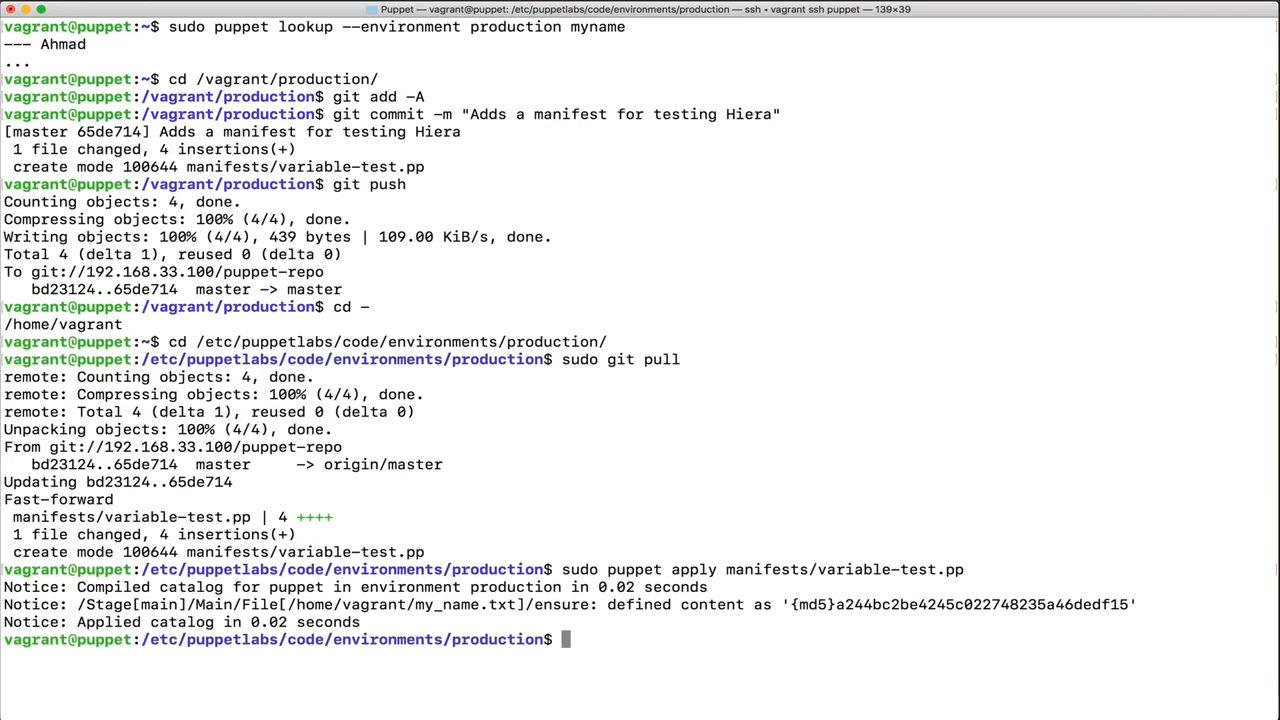 Puppet — vagrant@puppet: /etc/puppetlabs/code/environments/production — ssh • vagrant ssh puppet — 139×39
vagrant@puppet:~$ sudo puppet lookup --environment production myname
--- Ahmad
...
vagrant@puppet:~$ cd /vagrant/production/
vagrant@puppet:/vagrant/production$ git add -A
vagrant@puppet:/vagrant/production$ git commit -m "Adds a manifest for testing Hiera"
[master 65de714] Adds a manifest for testing Hiera
 1 file changed, 4 insertions(+)
 create mode 100644 manifests/variable-test.pp
vagrant@puppet:/vagrant/production$ git push
Counting objects: 4, done.
Compressing objects: 100% (4/4), done.
Writing objects: 100% (4/4), 439 bytes | 109.00 KiB/s, done.
Total 4 (delta 1), reused 0 (delta 0)
To git://192.168.33.100/puppet-repo
   bd23124..65de714  master -> master
vagrant@puppet:/vagrant/production$ cd -
/home/vagrant
vagrant@puppet:~$ cd /etc/puppetlabs/code/environments/production/
vagrant@puppet:/etc/puppetlabs/code/environments/production$ sudo git pull
remote: Counting objects: 4, done.
remote: Compressing objects: 100% (4/4), done.
remote: Total 4 (delta 1), reused 0 (delta 0)
Unpacking objects: 100% (4/4), done.
From git://192.168.33.100/puppet-repo
   bd23124..65de714  master     -> origin/master
Updating bd23124..65de714
Fast-forward
 manifests/variable-test.pp | 4 ++++
 1 file changed, 4 insertions(+)
 create mode 100644 manifests/variable-test.pp
vagrant@puppet:/etc/puppetlabs/code/environments/production$ sudo puppet apply manifests/variable-test.pp
Notice: Compiled catalog for puppet in environment production in 0.02 seconds
Notice: /Stage[main]/Main/File[/home/vagrant/my_name.txt]/ensure: defined content as '{md5}a244bc2be4245c022748235a46dedf15'
Notice: Applied catalog in 0.02 seconds
vagrant@puppet:/etc/puppetlabs/code/environments/production$